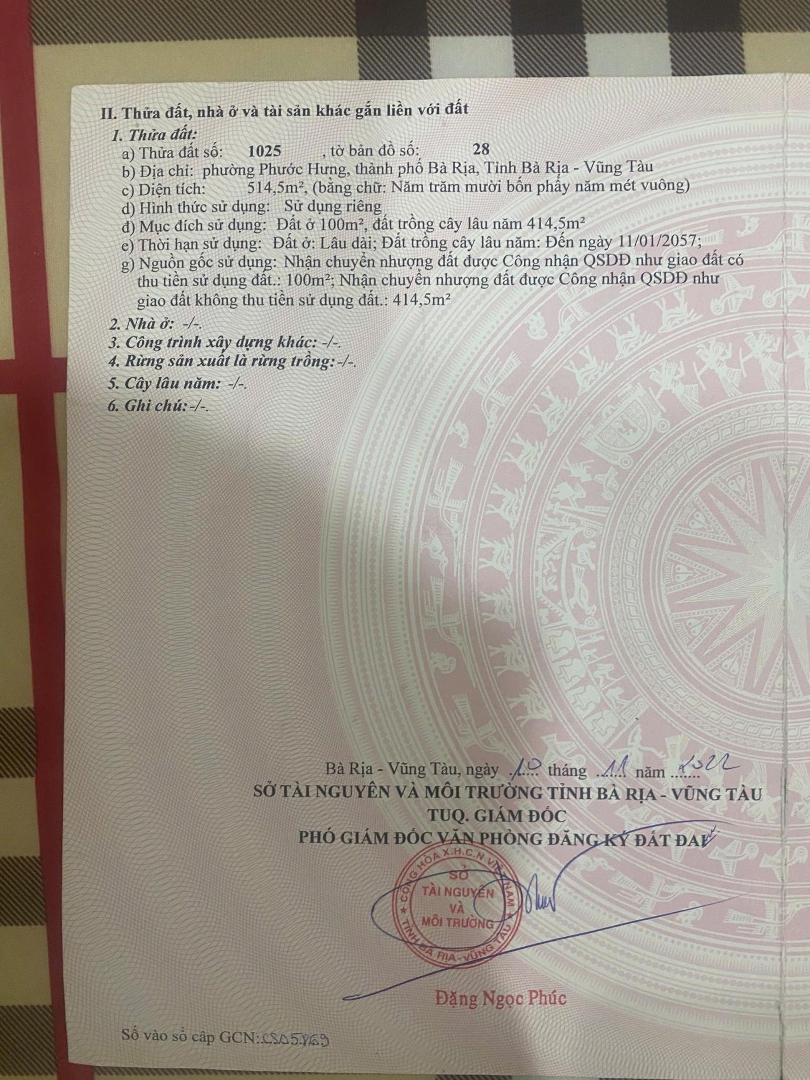 II. Thửa đất, nhà ở và tài sản khác gắn liền với đất
1. Thửa đất:
a) Thửa đất số: 1025 , tờ bản đồ số: 28
b) Địa chỉ: phường Phước Hưng, thành phố Bà Rịa, Tỉnh Bà Rịa - Vũng Tàu
c) Diện tích: 514,5m², (bằng chữ: Năm trăm mười bốn phẩy năm mét vuông)
d) Hình thức sử dụng: Sử dụng riêng
đ) Mục đích sử dụng: Đất ở 100m², đất trồng cây lâu năm 414,5m²
e) Thời hạn sử dụng: Đất ở: Lâu dài; Đất trồng cây lâu năm: Đến ngày 11/01/2057;
g) Nguồn gốc sử dụng: Nhận chuyển nhượng đất được Công nhận QSDĐ như giao đất có
thu tiền sử dụng đất.: 100m²; Nhận chuyển nhượng đất được Công nhận QSDĐ như
giao đất không thu tiền sử dụng đất.: 414,5m²
2. Nhà ở: -/-.
3. Công trình xây dựng khác: -/-.
4. Rừng sản xuất là rừng trồng:-/-.
5. Cây lâu năm: -/-.
6. Ghi chú:-/-.
Bà Rịa - Vũng Tàu, ngày tháng 11 năm 2022
SỞ TÀI NGUYÊN VÀ MÔI TRƯỜNG TỈNH BÀ RỊA - VŨNG TÀU
TUQ. GIÁM ĐỐC
PHÓ GIÁM ĐỐC VĂN PHÒNG ĐĂNG KÝ ĐẤT ĐAI
CỘNG HÒA X.H.C.N VIỆT NAM
SỞ
TÀI NGUYÊN
VÀ
MÔI TRƯỜNG
TỈNH BÀ RỊA-VŨNG TÀU
Đặng Ngọc Phúc
Số vào sổ cấp GCN: